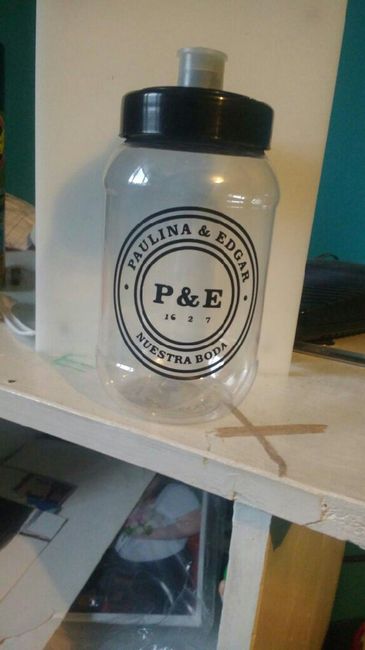 PAULINA & EDGAR
P&E
16 2 7
NUESTRA BODA